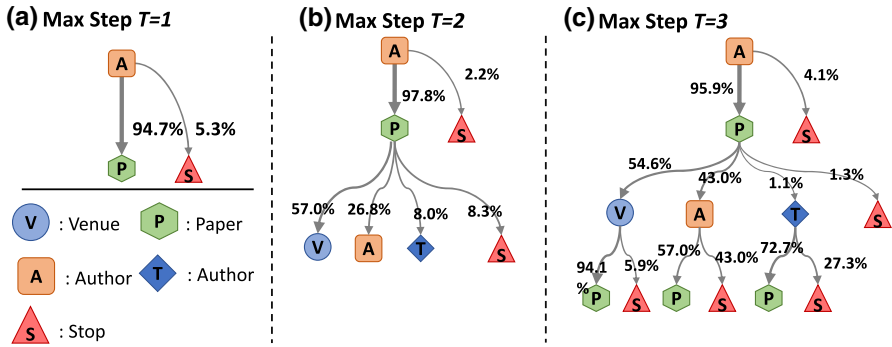 (a) Max Step T=1
A
94.7% 5.3%
P S
V : Venue P : Paper
A : Author T : Author
S : Stop
(b) Max Step T=2
A
2.2%
97.8%
P S
57.0% 26.8% 8.0% 8.3%
V A T S
(c) Max Step T=3
A
95.9% 4.1%
P S
54.6% 43.0% 1.1% 1.3%
V A T S
94.1% 5.9% 57.0% 43.0% 72.7% 27.3%
P S P S P S